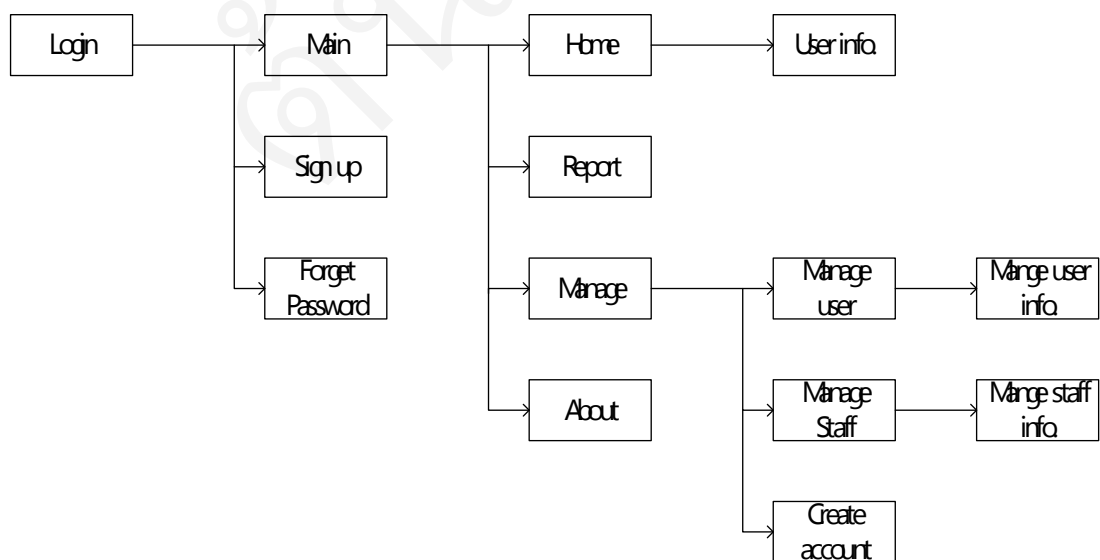 Login
Main
Home
User info.
Sign up
Report
Forget
Password
Manage
Manage
user
Mange user
info.
About
Manage
Staff
Mange staff
info.
Create
account